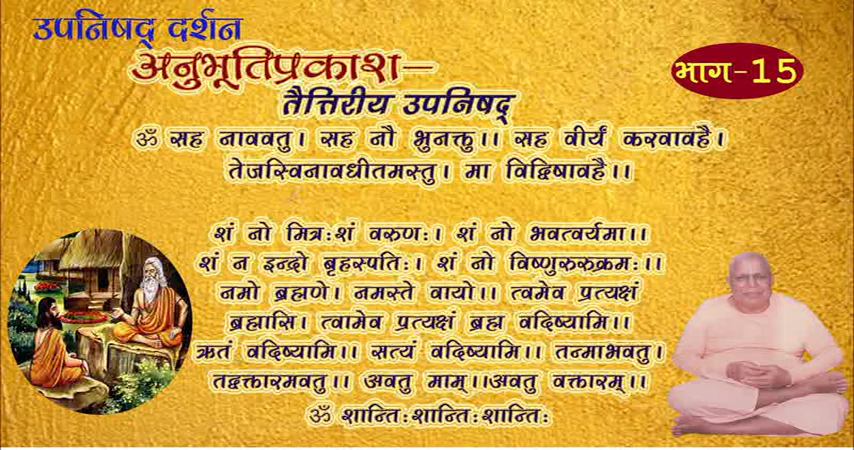 उपनिषद् दर्शन
अनुभूतिप्रकाश-
भाग-15
तैत्तिरीय उपनिषद्
ॐ सह नाववतु। सह नौ भुनक्तु।। सह वीर्यं करवावहै।
तेजस्विनावधीतमस्तु। मा विद्विषावहै।।
शं नो मित्र:शं वरुण:। शं नो भवत्वर्यमा।।
शं न इन्द्रो बृहस्पति:। शं नो विष्णुरुरुक्रम:।।
नमो ब्रह्मणे। नमस्ते वायो।। त्वमेव प्रत्यक्षं
ब्रह्मासि। त्वामेव प्रत्यक्षं ब्रह्म वदिष्यामि।।
ऋतं वदिष्यामि।। सत्यं वदिष्यामि।। तन्माभवतु।
तद्वक्तारमवतु।। अवतु माम्।।अवतु वक्तारम्।।
ॐ शान्ति:शान्ति:शान्ति: